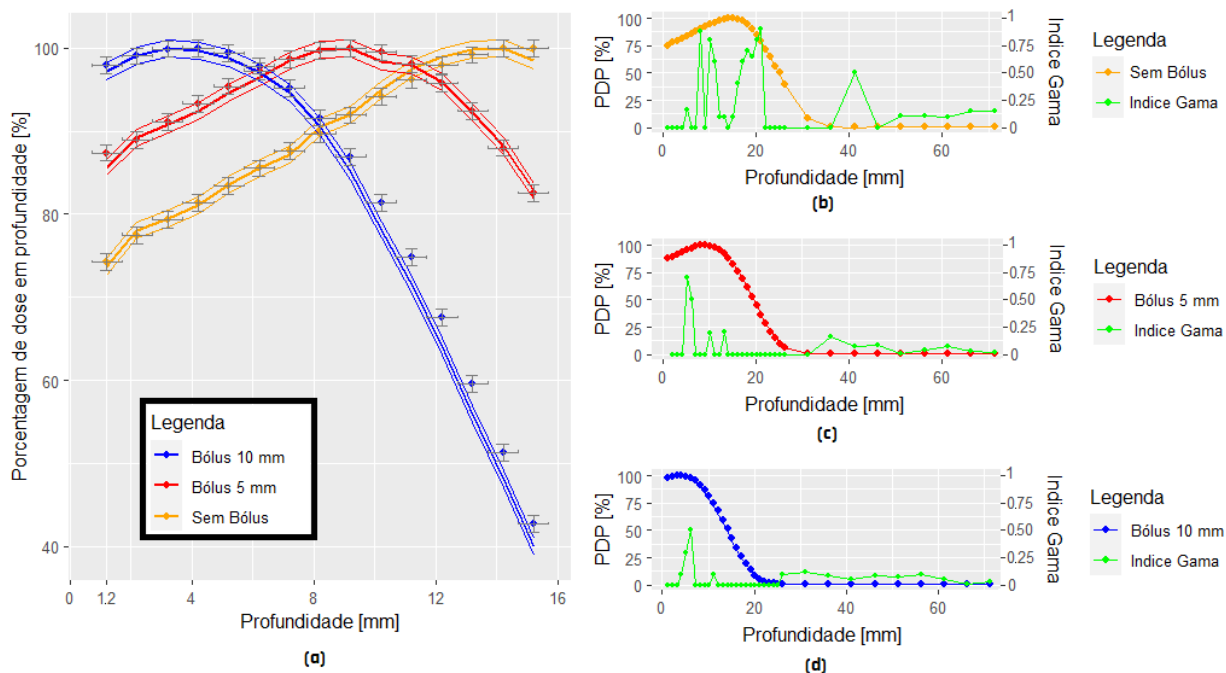 Porcentagem de dose em profundidade [%]
100
80
60
40
Legenda
Bólus 10 mm
Bólus 5 mm
Sem Bólus
0 1.2 4 8 12 16
Profundidade [mm]
(a)
PDP [%]
100
75
50
25
0
1
0.75
0.50
0.25
0
Indice Gama
0 20 40 60
Profundidade [mm]
(b)
Legenda
Sem Bólus
Indice Gama
PDP [%]
100
75
50
25
0
1
0.75
0.50
0.25
0
Indice Gama
0 20 40 60
Profundidade [mm]
(c)
Legenda
Bólus 5 mm
Indice Gama
PDP [%]
100
75
50
25
0
1
0.75
0.50
0.25
0
Indice Gama
0 20 40 60
Profundidade [mm]
(d)
Legenda
Bólus 10 mm
Indice Gama